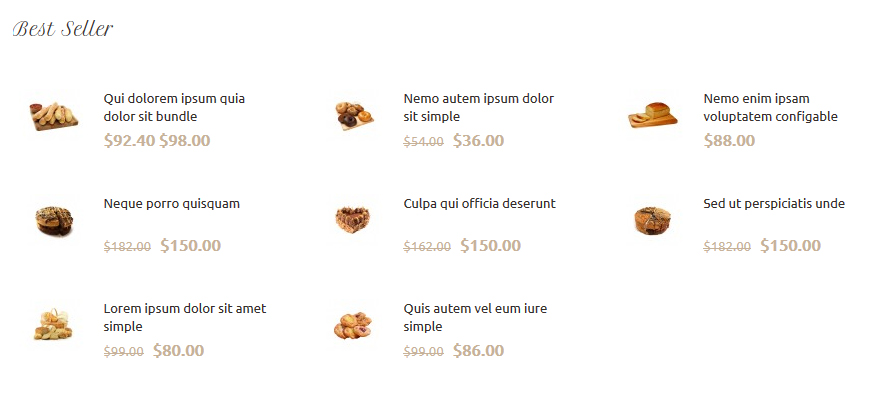 Best Seller
Qui dolorem ipsum quia
dolor sit bundle
$92.40 $98.00
Nemo autem ipsum dolor
sit simple
$54.00 $36.00
Nemo enim ipsam
voluptatem configable
$88.00
Neque porro quisquam
$182.00 $150.00
Culpa qui officia deserunt
$162.00 $150.00
Sed ut perspiciatis unde
$182.00 $150.00
Lorem ipsum dolor sit amet
simple
$99.00 $80.00
Quis autem vel eum iure
simple
$99.00 $86.00